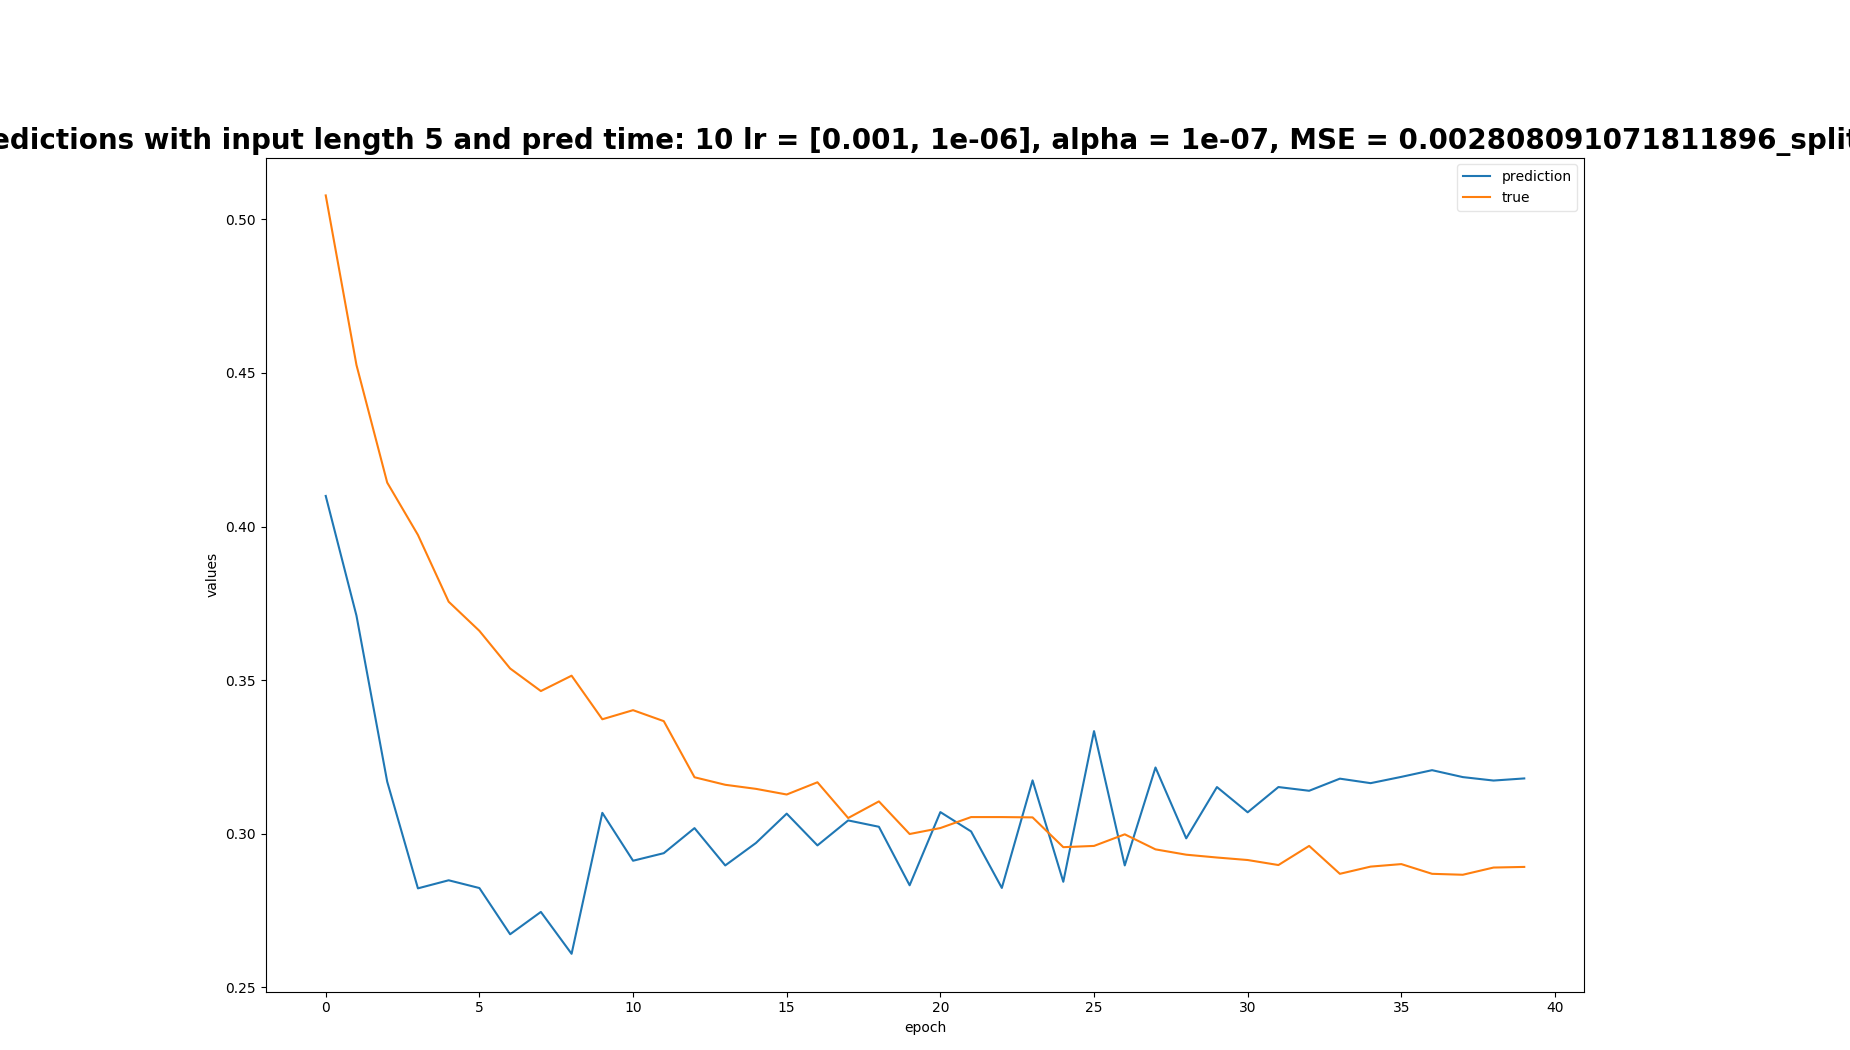 edictions with input length 5 and pred time: 10 lr = [0.001, 1e-06], alpha = 1e-07, MSE = 0.002808091071811896_split
prediction
true
0.50
0.45
0.40
0.35
0.30
0.25
values
0 5 10 15 20 25 30 35 40
epoch